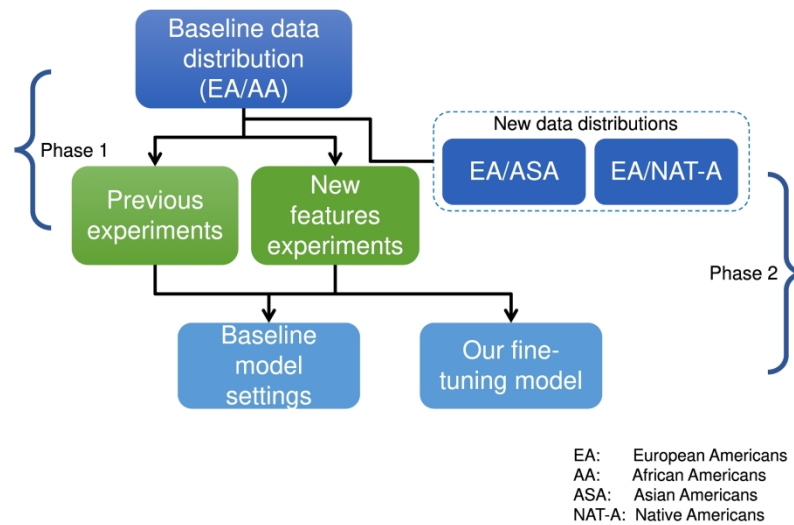 Baseline data
distribution
(EA/AA)
Phase 1
New data distributions
EA/ASA
EA/NAT-A
Previous
experiments
New
features
experiments
Phase 2
Baseline
model
settings
Our fine-
tuning model
EA: European Americans
AA: African Americans
ASA: Asian Americans
NAT-A: Native Americans